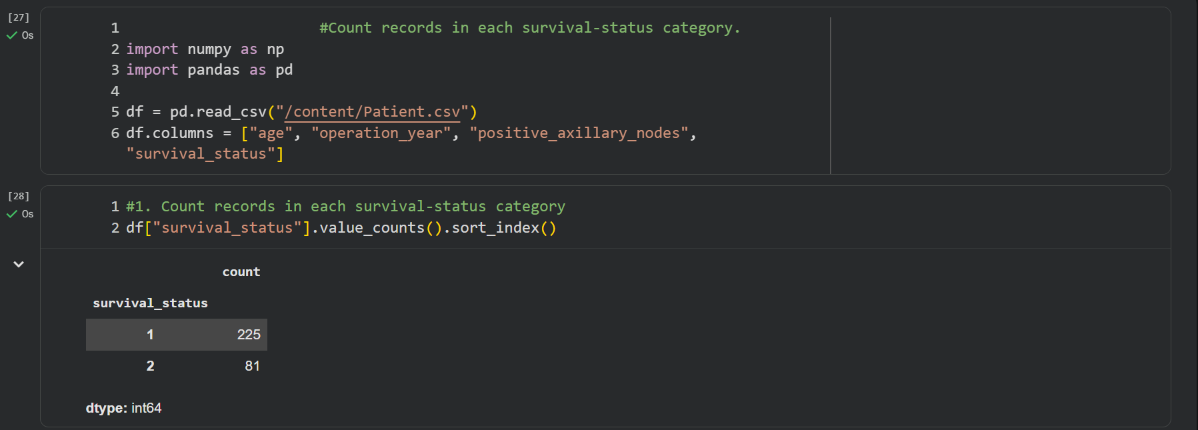 [27]
0s
1 #Count records in each survival-status category.
2 import numpy as np
3 import pandas as pd
4
5 df = pd.read_csv("/content/Patient.csv")
6 df.columns = ["age", "operation_year", "positive_axillary_nodes",
"survival_status"]
[28]
0s
1 #1. Count records in each survival-status category
2 df["survival_status"].value_counts().sort_index()
count
survival_status
1 225
2 81
dtype: int64